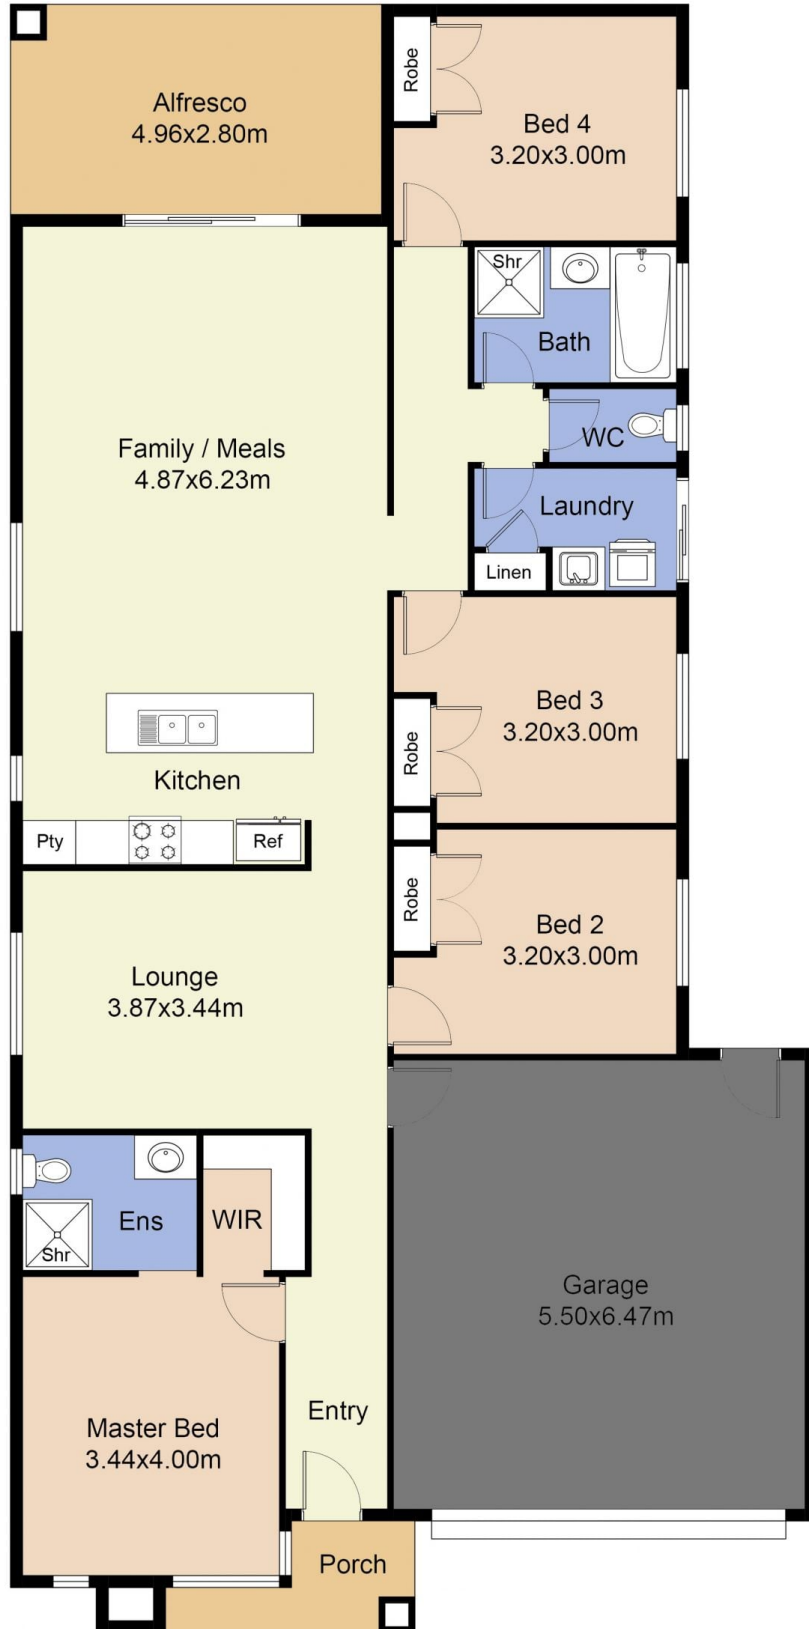 Alfresco
4.96x2.80m
Robe
Bed 4
3.20x3.00m
Shr
Bath
WC
Family / Meals
4.87x6.23m
Laundry
Linen
Bed 3
3.20x3.00m
Robe
Kitchen
Pty
Ref
Robe
Bed 2
3.20x3.00m
Lounge
3.87x3.44m
Ens
WIR
Shr
Garage
5.50x6.47m
Entry
Master Bed
3.44x4.00m
Porch